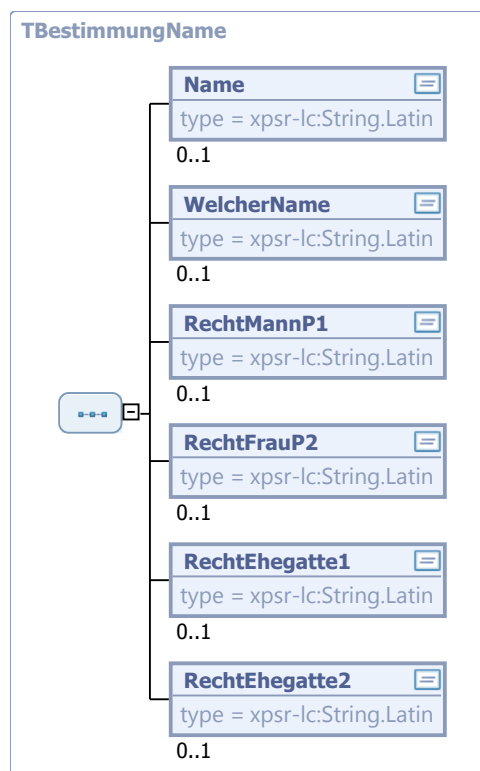 TBestimmungName
Name
type = xpsr-lc:String.Latin
0..1
WelcherName
type = xpsr-lc:String.Latin
0..1
RechtMannP1
type = xpsr-lc:String.Latin
0..1
RechtFrauP2
type = xpsr-lc:String.Latin
0..1
RechtEhegatte1
type = xpsr-lc:String.Latin
0..1
RechtEhegatte2
type = xpsr-lc:String.Latin
0..1